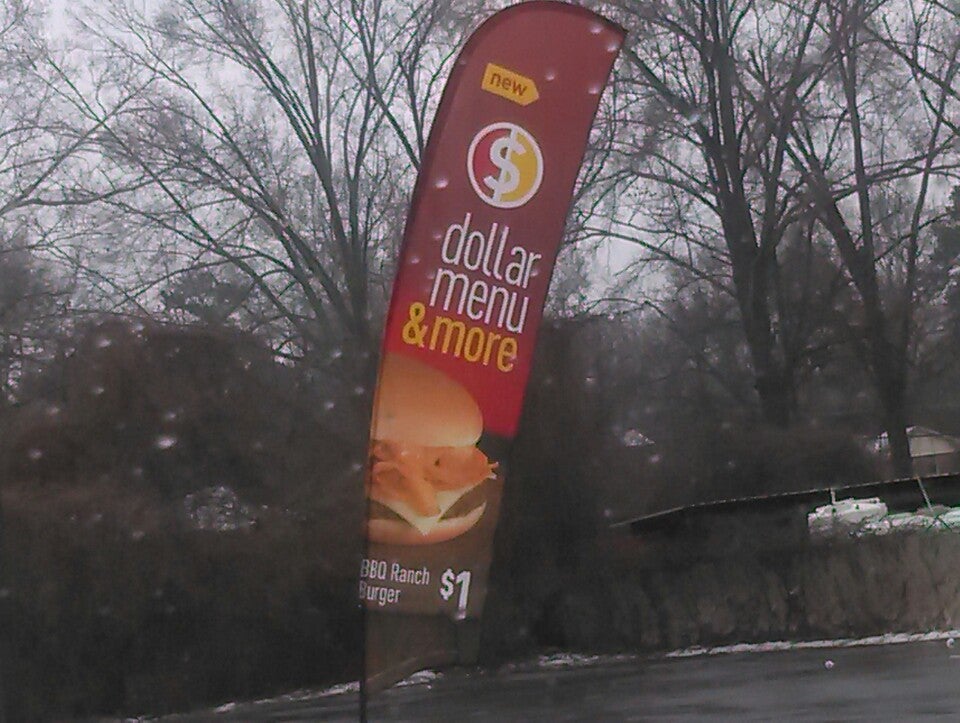 new
$
dollar
menu
&more
BBQ Ranch
Burger
$1